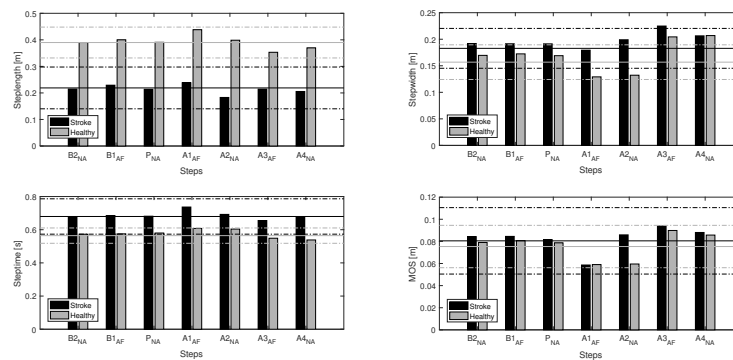 0.5
0.4
0.3
0.2
0.1
0
Steplength [m]
Stroke
Healthy
B2NA B1AF PNA A1AF A2NA A3AF A4NA
Steps
0.25
0.2
0.15
0.1
0.05
0
Stepwidth [m]
Stroke
Healthy
B2NA B1AF PNA A1AF A2NA A3AF A4NA
Steps
0.8
0.6
0.4
0.2
0
Steptime [s]
Stroke
Healthy
B2NA B1AF PNA A1AF A2NA A3AF A4NA
Steps
0.12
0.1
0.08
0.06
0.04
0.02
0
MOS [m]
Stroke
Healthy
B2NA B1AF PNA A1AF A2NA A3AF A4NA
Steps